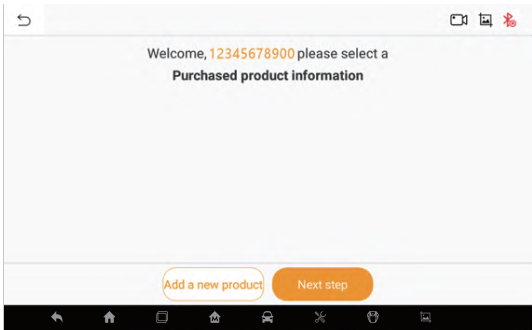 Welcome, 12345678900 please select a
Purchased product information
Add a new product
Next step